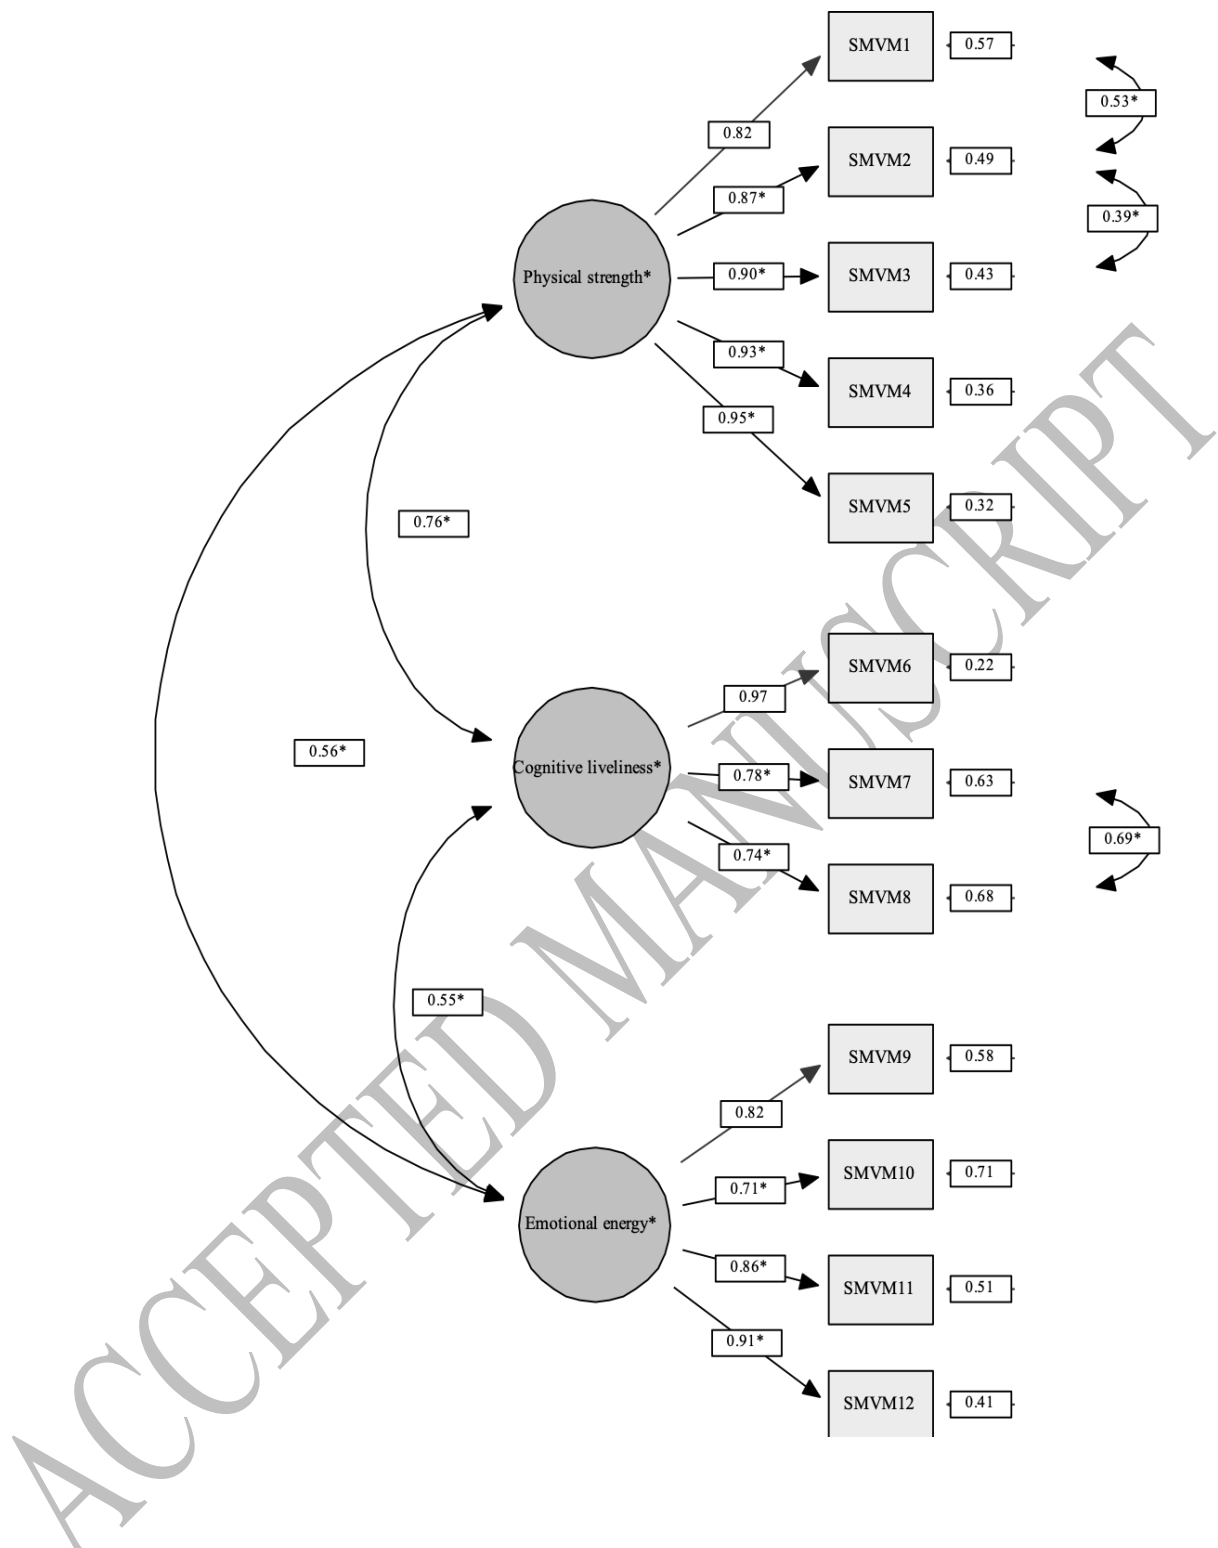 SMVM1
0.57
0.53*
0.82
SMVM2
0.49
0.87*
0.39*
Physical strength*
0.90*
SMVM3
0.43
0.93*
SMVM4
0.36
0.95*
SMVM5
0.32
0.76*
SMVM6
0.22
0.97
0.56*
Cognitive liveliness*
0.78*
SMVM7
0.63
0.69*
0.74*
SMVM8
0.68
0.55*
SMVM9
0.58
0.82
SMVM10
0.71
0.71*
Emotional energy*
0.86*
SMVM11
0.51
0.91*
SMVM12
0.41
ACCEPTED MANUSCRIPT